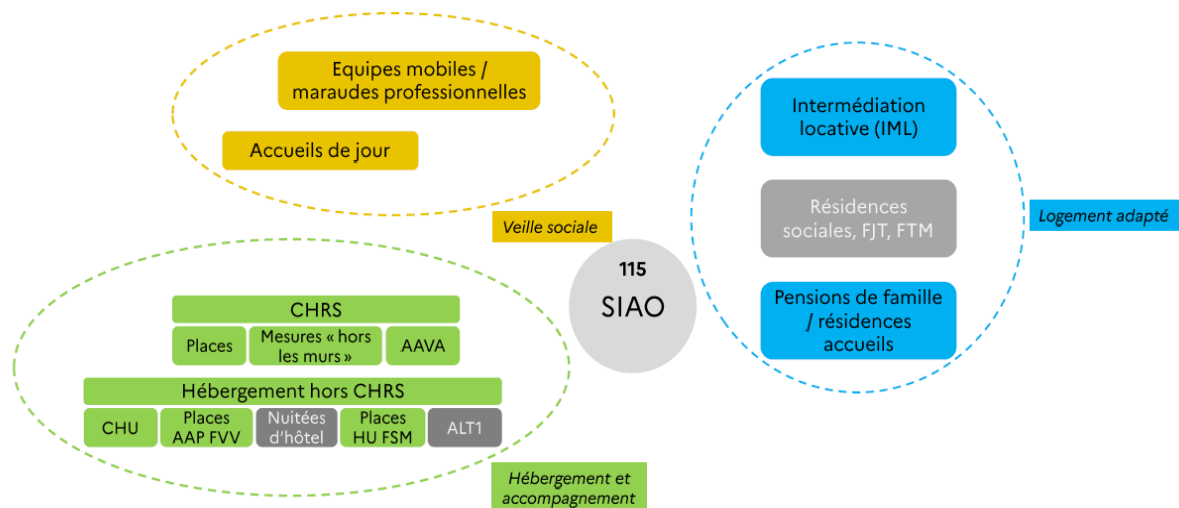 Equipes mobiles /
maraudes professionnelles
Accueils de jour
Veille sociale
Intermédiation
locative (IML)
Résidences
sociales, FJT, FTM
Pensions de famille
/ résidences
accueils
Logement adapté
115
SIAO
CHRS
Places
Mesures « hors
les murs »
AAVA
Hébergement hors CHRS
CHU
Places
AAP FVV
Nuitées
d'hôtel
Places
HU FSM
ALT1
Hébergement et
accompagnement